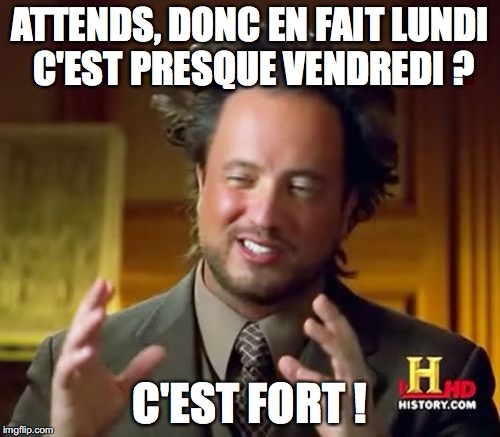 ATTENDS, DONC EN FAIT LUNDI
C'EST PRESQUE VENDREDI ?
C'EST FORT !
H HD
HISTORY.COM
imgflip.com